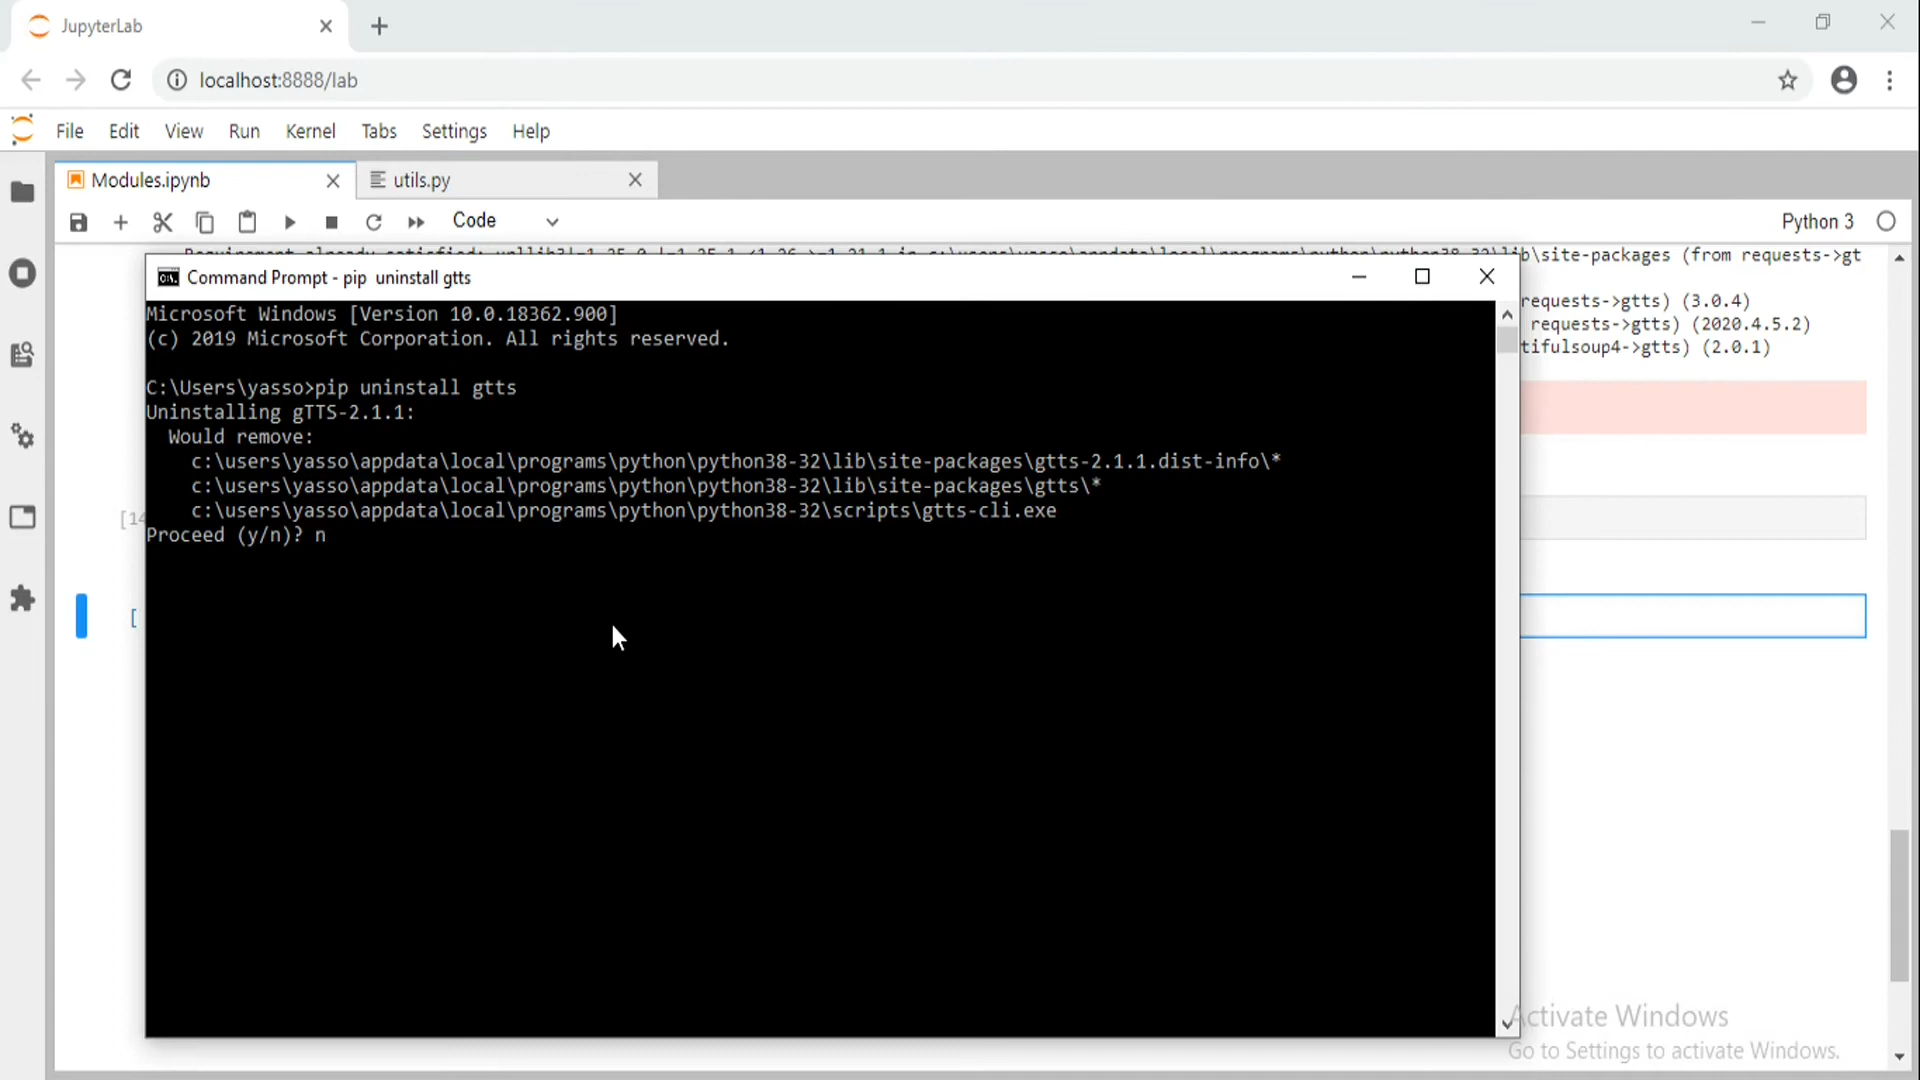 JupyterLab
localhost:8888/lab
File Edit View Run Kernel Tabs Settings Help
Modules.ipynb
utils.py
Code
Python 3
lib\site-packages (from requests->gt
Command Prompt - pip  uninstall gtts
requests->gtts) (3.0.4)
requests->gtts) (2020.4.5.2)
tifulsoup4->gtts) (2.0.1)
Microsoft Windows [Version 10.0.18362.900]
(c) 2019 Microsoft Corporation. All rights reserved.
C:\Users\yasso>pip uninstall gtts
Uninstalling gTTS-2.1.1:
Would remove:
c:\users\yasso\appdata\local\programs\python\python38-32\lib\site-packages\gtts-2.1.1.dist-info\*
c:\users\yasso\appdata\local\programs\python\python38-32\lib\site-packages\gtts\*
c:\users\yasso\appdata\local\programs\python\python38-32\scripts\gtts-cli.exe
[14
Proceed (y/n)? n
[
Activate Windows
Go to Settings to activate Windows.